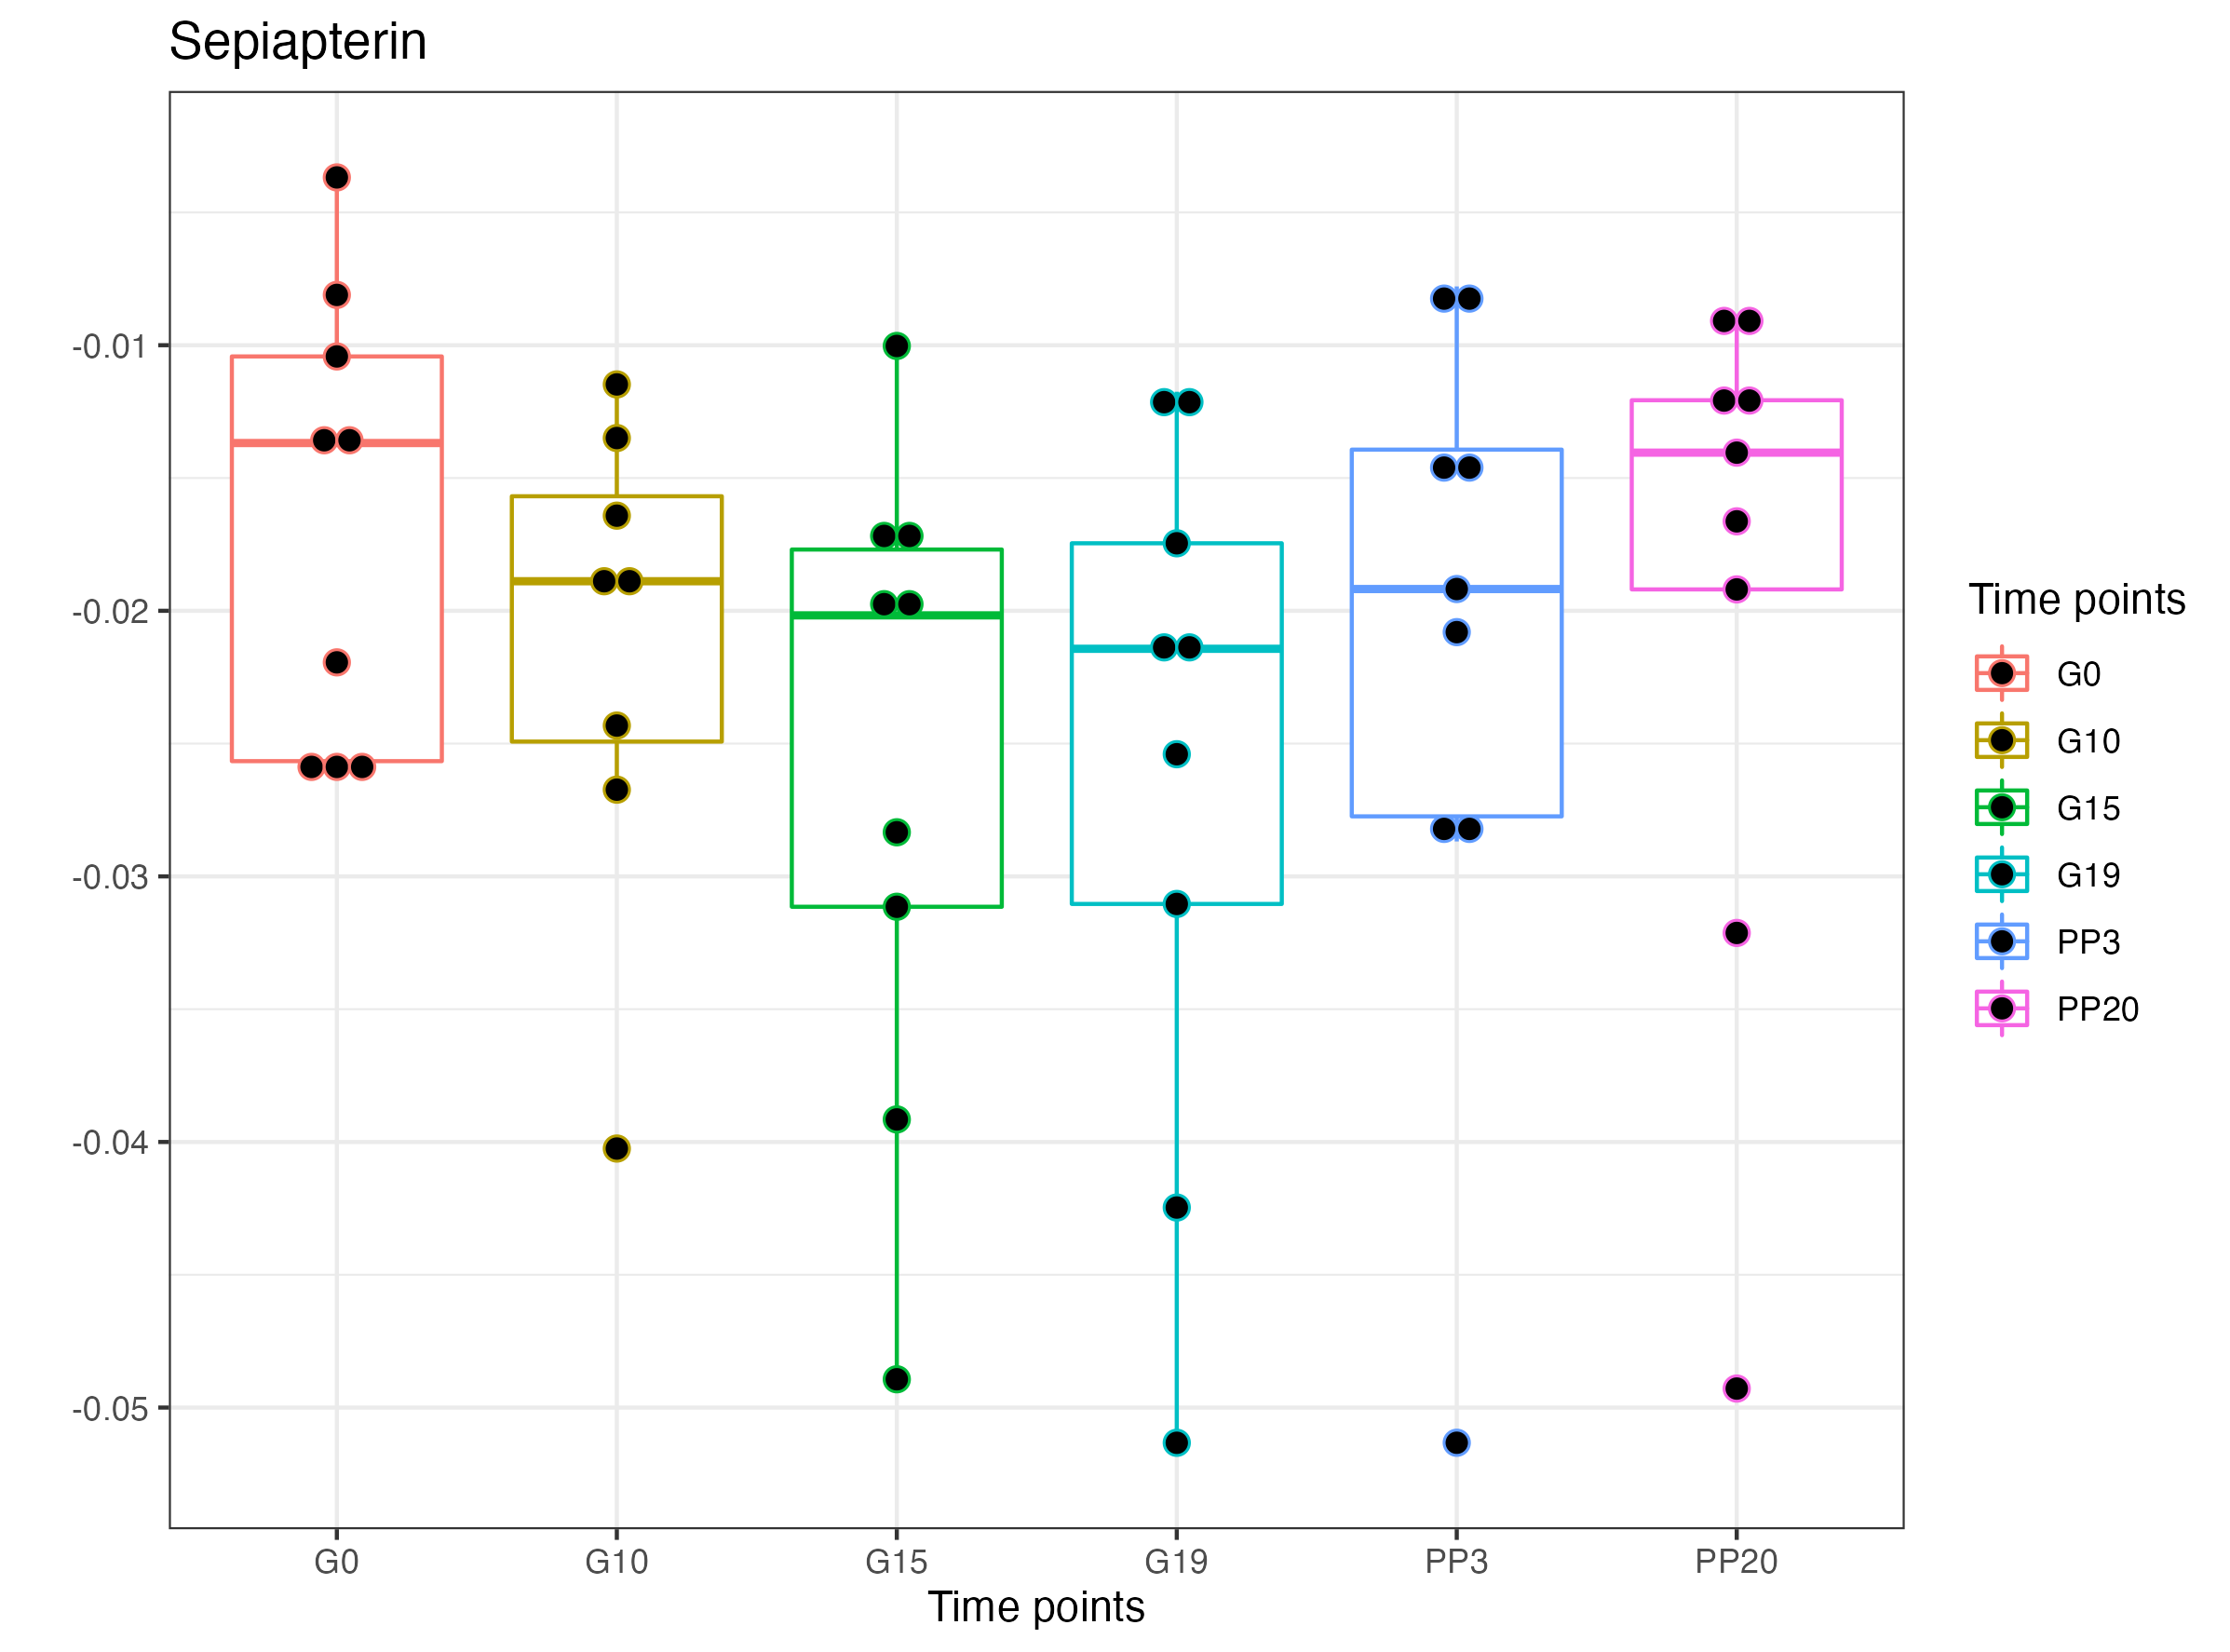 Sepiapterin
-0.01
-0.02
-0.03
-0.04
-0.05
G0 G10 G15 G19 PP3 PP20
Time points
Time points
G0
G10
G15
G19
PP3
PP20